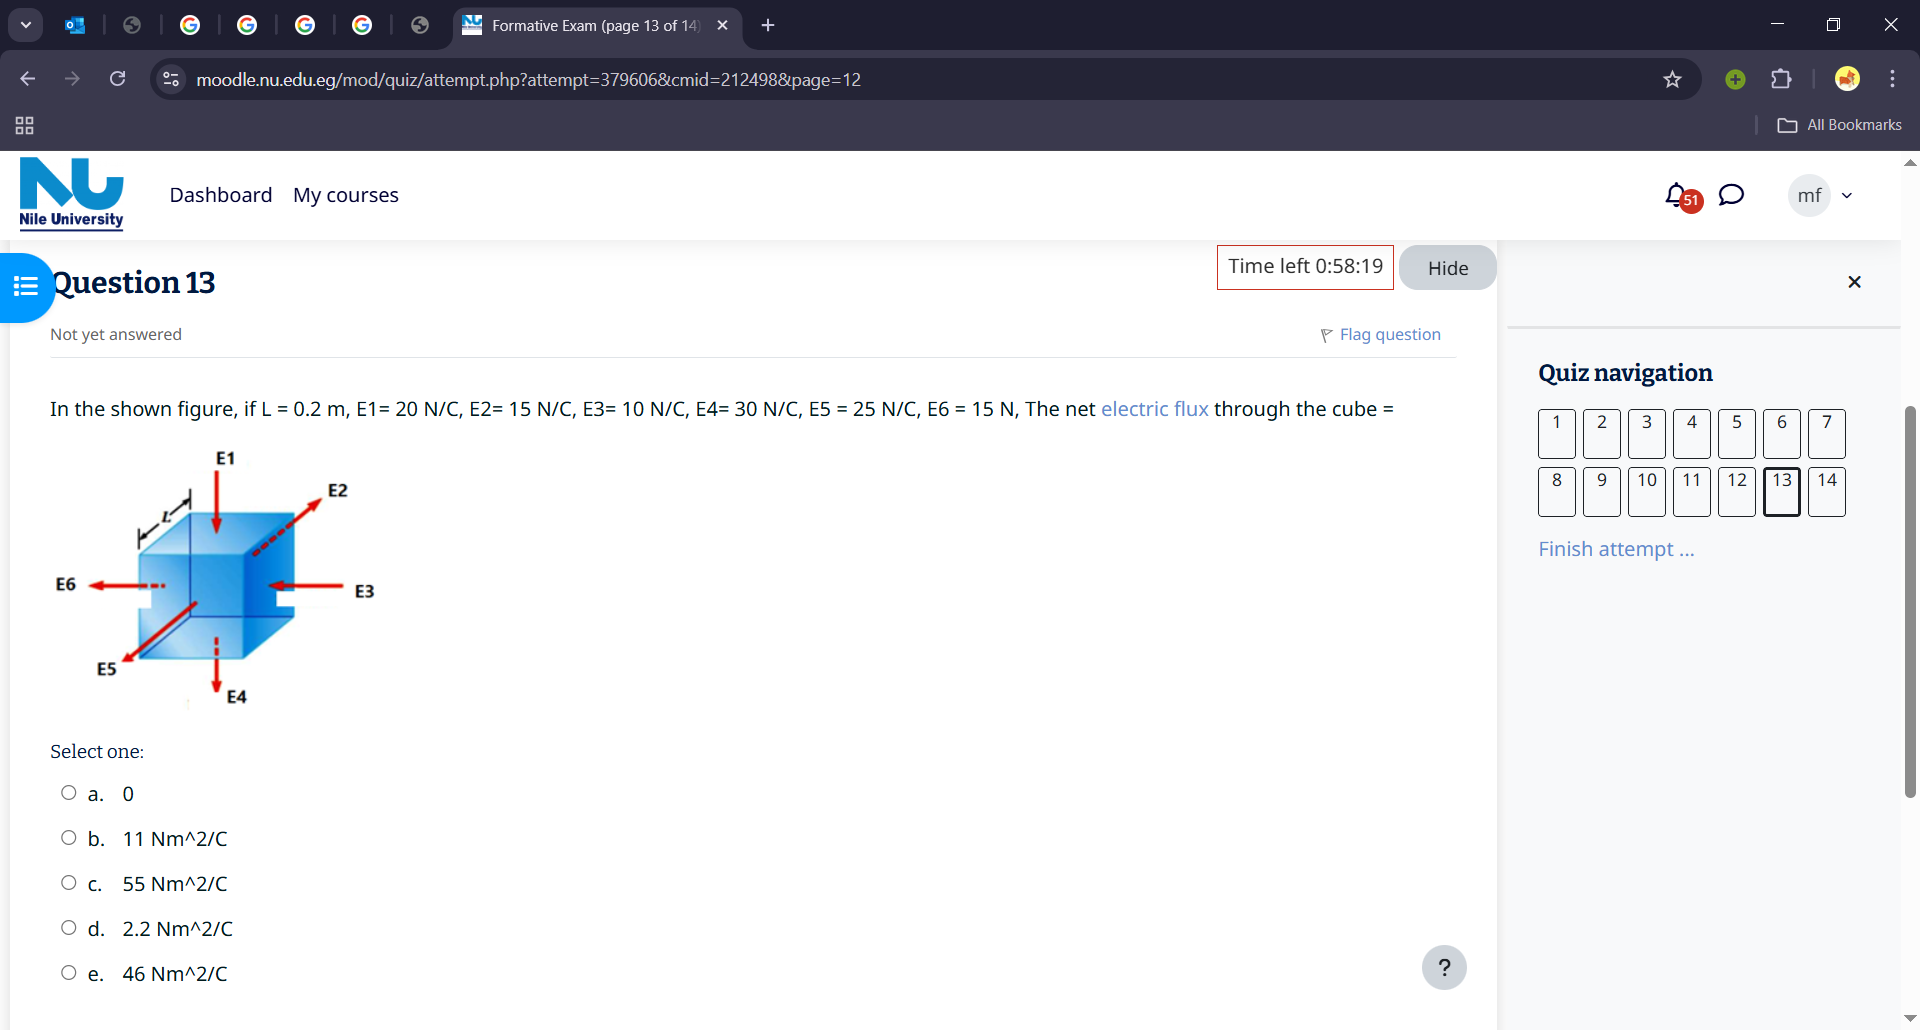 Formative Exam (page 13 of 14)
moodle.nu.edu.eg/mod/quiz/attempt.php?attempt=379606&cmid=212498&page=12
All Bookmarks
NU
Nile University
Dashboard My courses
51
mf
Question 13
Time left 0:58:19
Hide
Not yet answered
Flag question
In the shown figure, if L = 0.2 m, E1= 20 N/C, E2= 15 N/C, E3= 10 N/C, E4= 30 N/C, E5 = 25 N/C, E6 = 15 N, The net electric flux through the cube =
E1
E2
L
E6
E3
E5
E4
Select one:
a. 0
b. 11 Nm^2/C
c. 55 Nm^2/C
d. 2.2 Nm^2/C
e. 46 Nm^2/C
?
Quiz navigation
1 2 3 4 5 6 7
8 9 10 11 12 13 14
Finish attempt ...